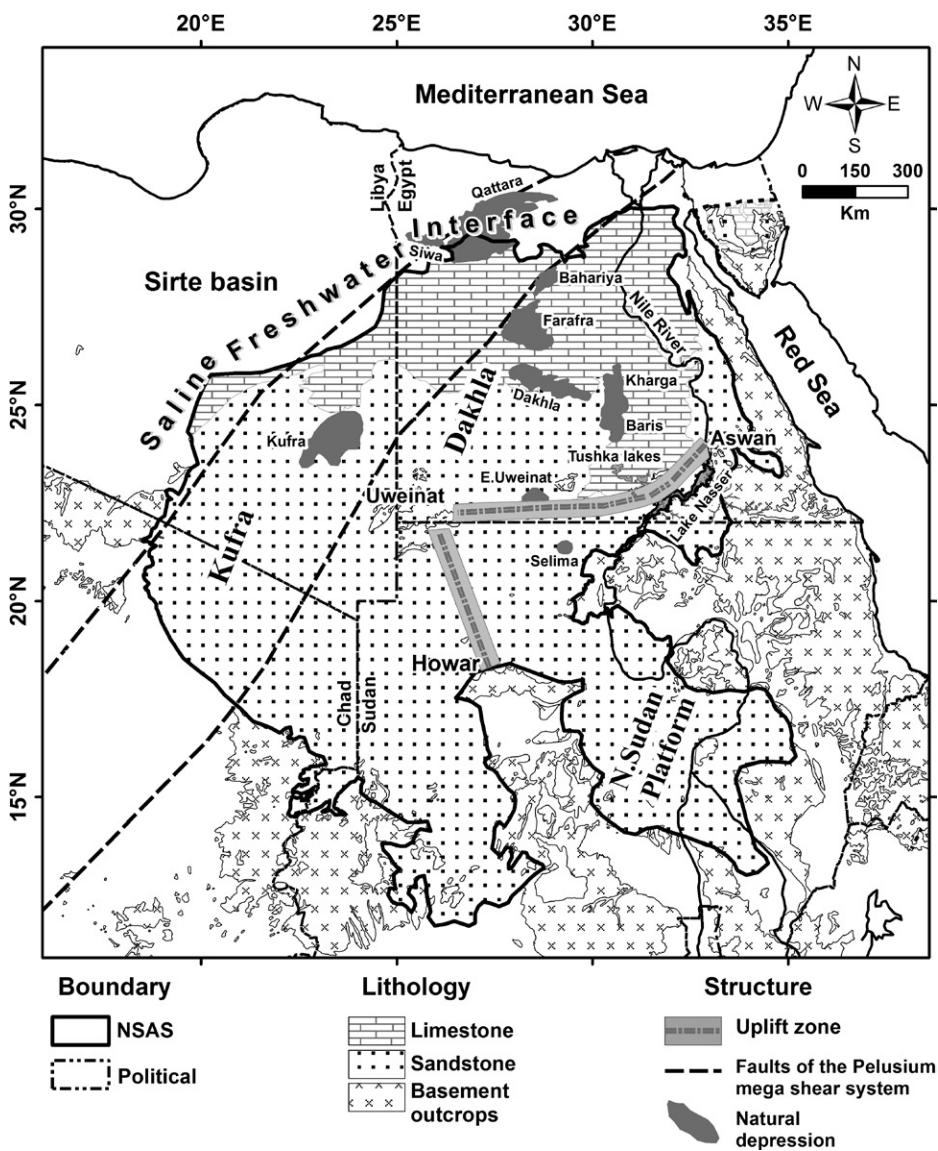 20°E 25°E 30°E 35°E
Mediterranean Sea
N
W E
S
0 150 300
Km
30°N
25°N
20°N
15°N
Libya
Egypt
Qattara
Saline Freshwater Interface
Siwa
Sirte basin
Bahariya
Farafra
Nile River
Red Sea
Dakhla
Dakhla
Kharga
Baris
Kufra
Aswan
Tushka lakes
E.Uweinat
Uweinat
Lake Nasser
Kufra
Selima
Howar
Chad
Sudan
N.Sudan
Platform
Boundary
NSAS
Political
Lithology
Limestone
Sandstone
Basement
outcrops
Structure
Uplift zone
Faults of the Pelusium
mega shear system
Natural
depression